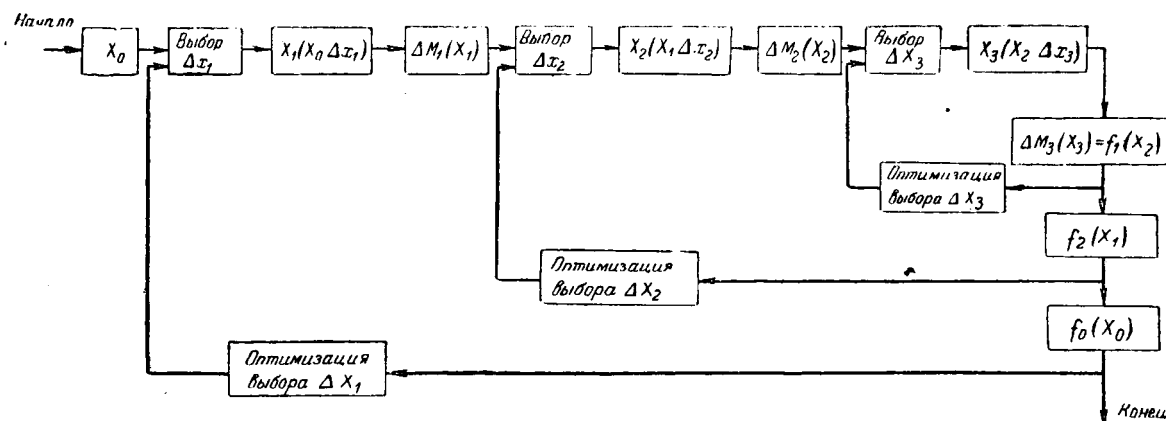 Начало
X₀
Выбор
Δx₁
X₁(X₀ Δx₁)
ΔM₁(X₁)
Выбор
Δx₂
X₂(X₁ Δx₂)
ΔM₂(X₂)
Выбор
ΔX₃
X₃(X₂ Δx₃)
ΔM₃(X₃)=f₁(X₂)
Оптимизация
выбора ΔX₃
f₂(X₁)
Оптимизация
выбора ΔX₂
f₀(X₀)
Оптимизация
выбора ΔX₁
Конец